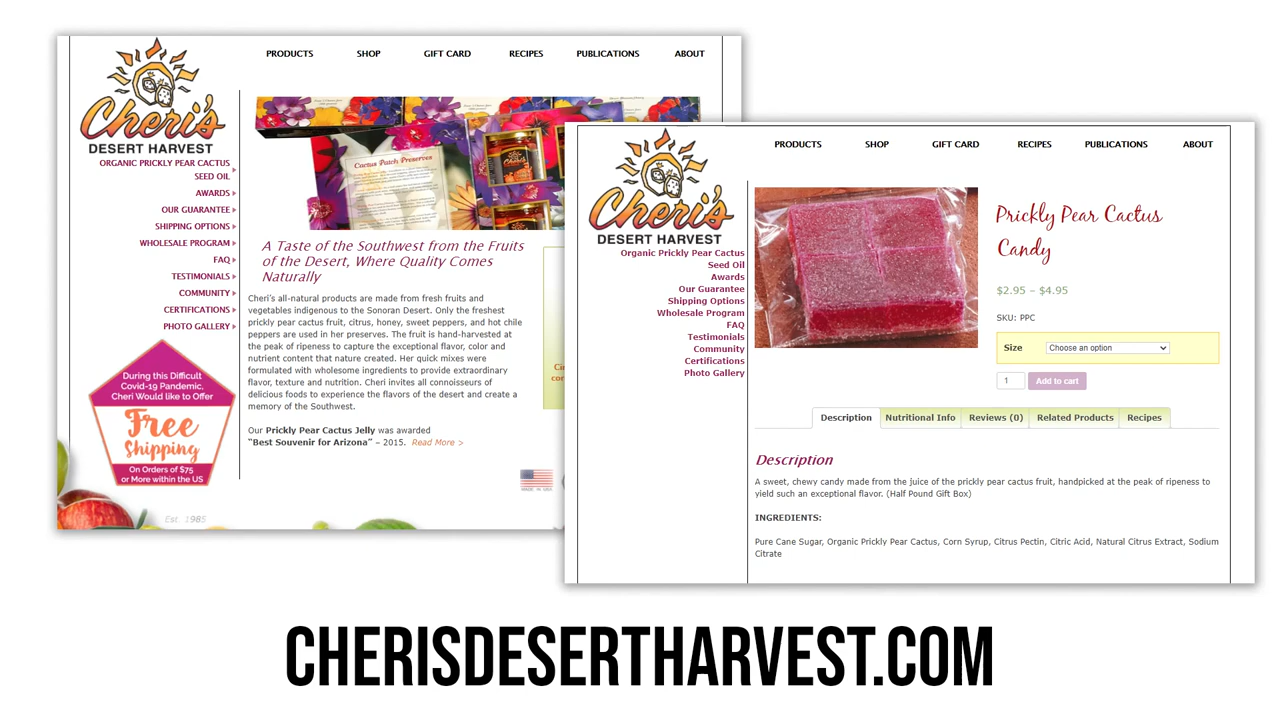 PRODUCTS SHOP GIFT CARD RECIPES PUBLICATIONS ABOUT
Cheri's
DESERT HARVEST
ORGANIC PRICKLY PEAR CACTUS
SEED OIL
AWARDS
OUR GUARANTEE
SHIPPING OPTIONS
WHOLESALE PROGRAM
FAQ
TESTIMONIALS
COMMUNITY
CERTIFICATIONS
PHOTO GALLERY
During this Difficult
Covid-19 Pandemic,
Cheri Would like to Offer
Free
Shipping
On Orders of $75
or More within the US
Est. 1985
Cactus Patch Preserves
A Taste of the Southwest from the Fruits
of the Desert, Where Quality Comes
Naturally
Cheri's all-natural products are made from fresh fruits and
vegetables indigenous to the Sonoran Desert. Only the freshest
prickly pear cactus fruit, citrus, honey, sweet peppers, and hot chile
peppers are used in her preserves. The fruit is hand-harvested at
the peak of ripeness to capture the exceptional flavor, color and
nutrient content that nature created. Her quick mixes were
formulated with wholesome ingredients to provide extraordinary
flavor, texture and nutrition. Cheri invites all connoisseurs of
delicious foods to experience the flavors of the desert and create a
memory of the Southwest.
Our Prickly Pear Cactus Jelly was awarded
"Best Souvenir for Arizona" – 2015. Read More >
MADE IN USA
PRODUCTS SHOP GIFT CARD RECIPES PUBLICATIONS ABOUT
Cheri's
DESERT HARVEST
Organic Prickly Pear Cactus
Seed Oil
Awards
Our Guarantee
Shipping Options
Wholesale Program
FAQ
Testimonials
Community
Certifications
Photo Gallery
Prickly Pear Cactus
Candy
$2.95 – $4.95
SKU: PPC
Size Choose an option
1 Add to cart
Description Nutritional Info Reviews (0) Related Products Recipes
Description
A sweet, chewy candy made from the juice of the prickly pear cactus fruit, handpicked at the peak of ripeness to
yield such an exceptional flavor. (Half Pound Gift Box)
INGREDIENTS:
Pure Cane Sugar, Organic Prickly Pear Cactus, Corn Syrup, Citrus Pectin, Citric Acid, Natural Citrus Extract, Sodium
Citrate
CHERISDESERTHARVEST.COM